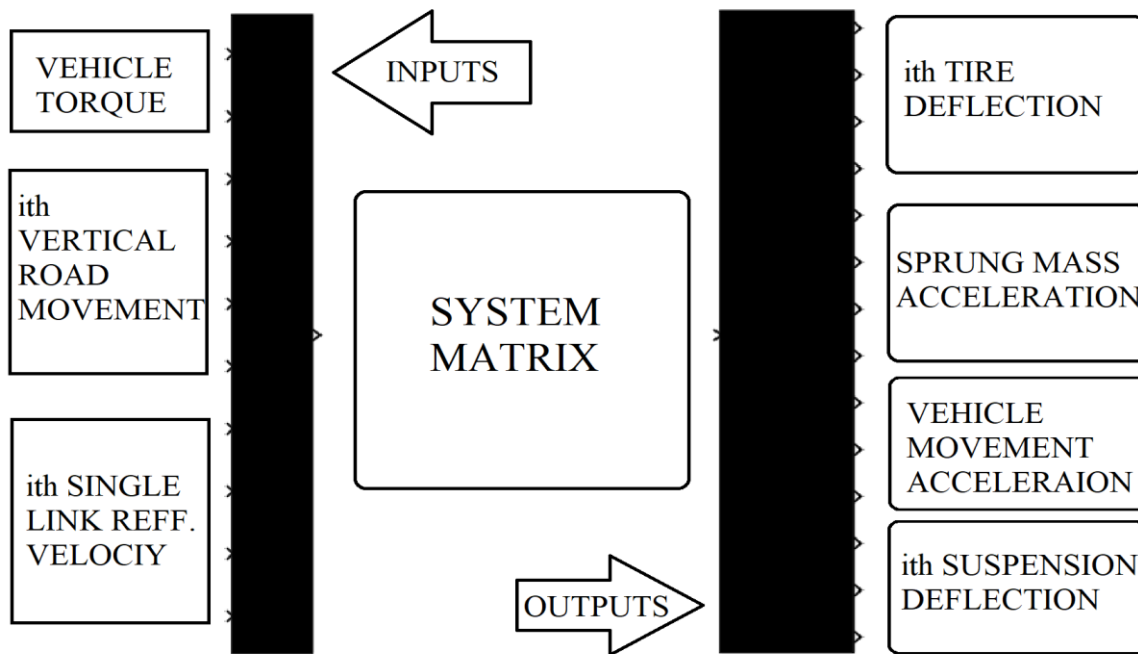 VEHICLE
TORQUE
ith
VERTICAL
ROAD
MOVEMENT
ith SINGLE
LINK REFF.
VELOCIY
INPUTS
SYSTEM
MATRIX
OUTPUTS
ith TIRE
DEFLECTION
SPRUNG MASS
ACCELERATION
VEHICLE
MOVEMENT
ACCELERAION
ith SUSPENSION
DEFLECTION